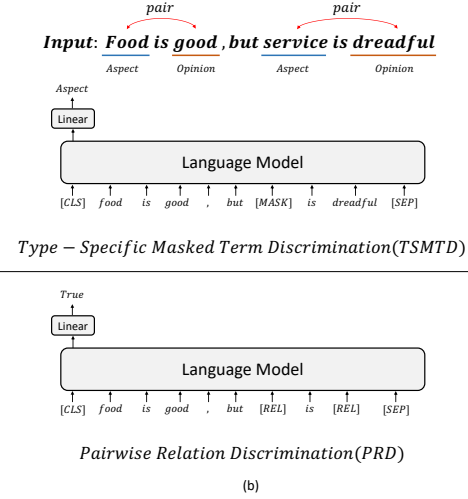 pair pair
Input: Food is good, but service is dreadful
Aspect Opinion Aspect Opinion
Aspect
Linear
Language Model
[CLS] food is good , but [MASK] is dreadful [SEP]
Type − Specific Masked Term Discrimination(TSMTD)
True
Linear
Language Model
[CLS] food is good , but [REL] is [REL] [SEP]
Pairwise Relation Discrimination(PRD)
(b)